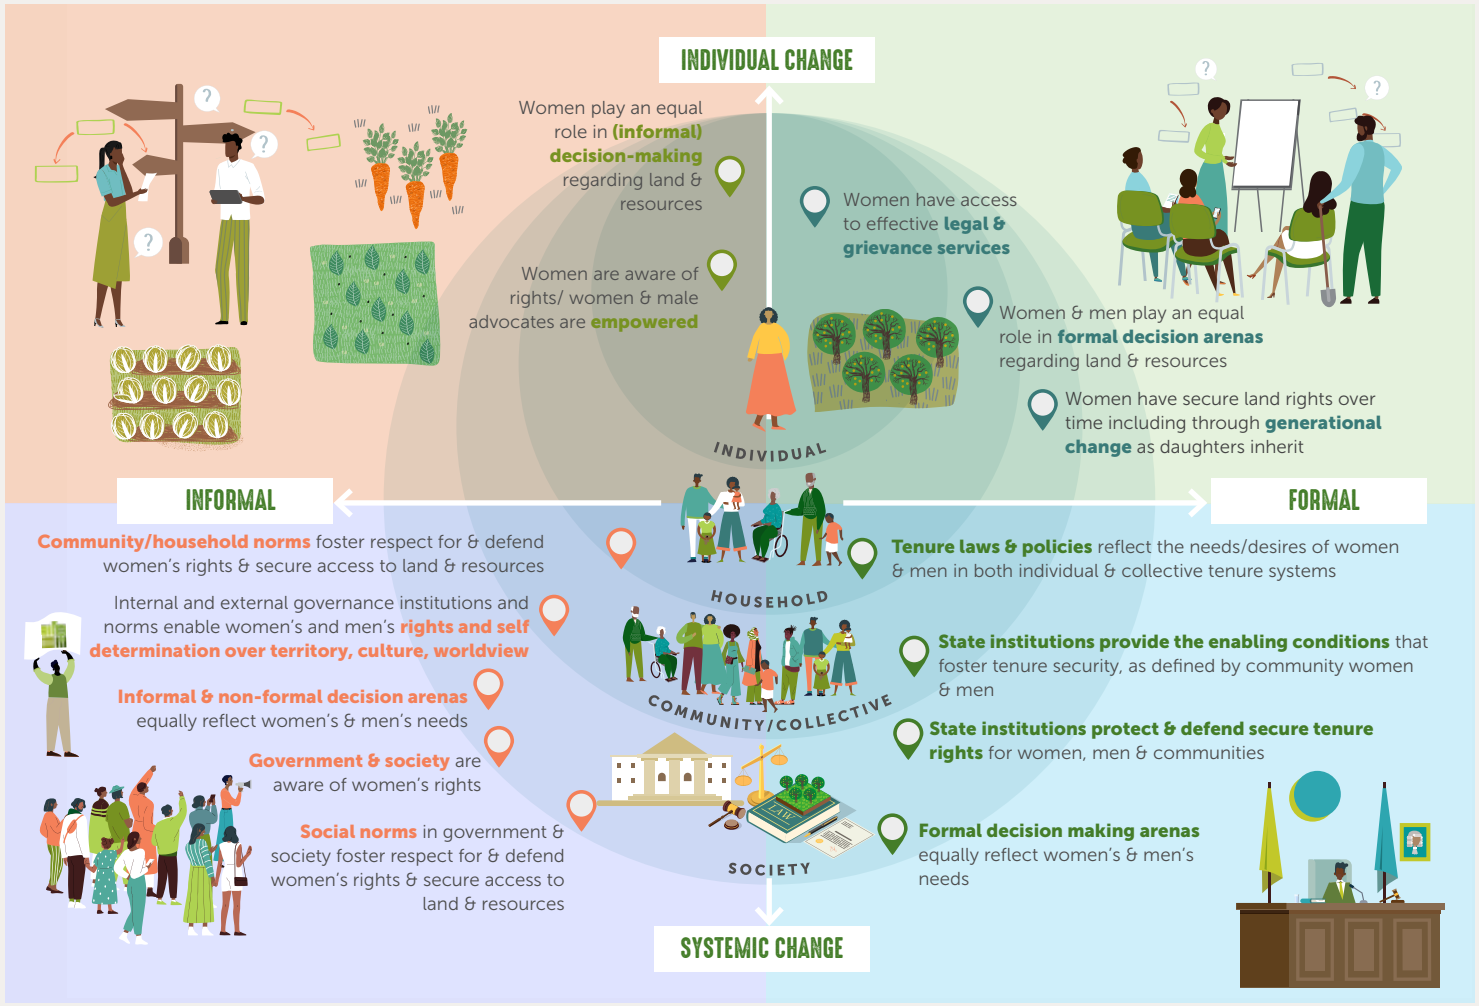 INDIVIDUAL CHANGE
Women play an equal
role in (informal)
decision-making
regarding land &
resources
Women are aware of
rights/ women & male
advocates are empowered
?
?
?
?
?
Women have access
to effective legal &
grievance services
Women & men play an equal
role in formal decision arenas
regarding land & resources
Women have secure land rights over
time including through generational
change as daughters inherit
INDIVIDUAL
INFORMAL
FORMAL
Community/household norms foster respect for & defend
women's rights & secure access to land & resources
Internal and external governance institutions and
norms enable women's and men's rights and self
determination over territory, culture, worldview
Informal & non-formal decision arenas
equally reflect women's & men's needs
Government & society are
aware of women's rights
Social norms in government &
society foster respect for & defend
women's rights & secure access to
land & resources
HOUSEHOLD
COMMUNITY/COLLECTIVE
LAW
SOCIETY
Tenure laws & policies reflect the needs/desires of women
& men in both individual & collective tenure systems
State institutions provide the enabling conditions that
foster tenure security, as defined by community women
& men
State institutions protect & defend secure tenure
rights for women, men & communities
Formal decision making arenas
equally reflect women's & men's
needs
SYSTEMIC CHANGE